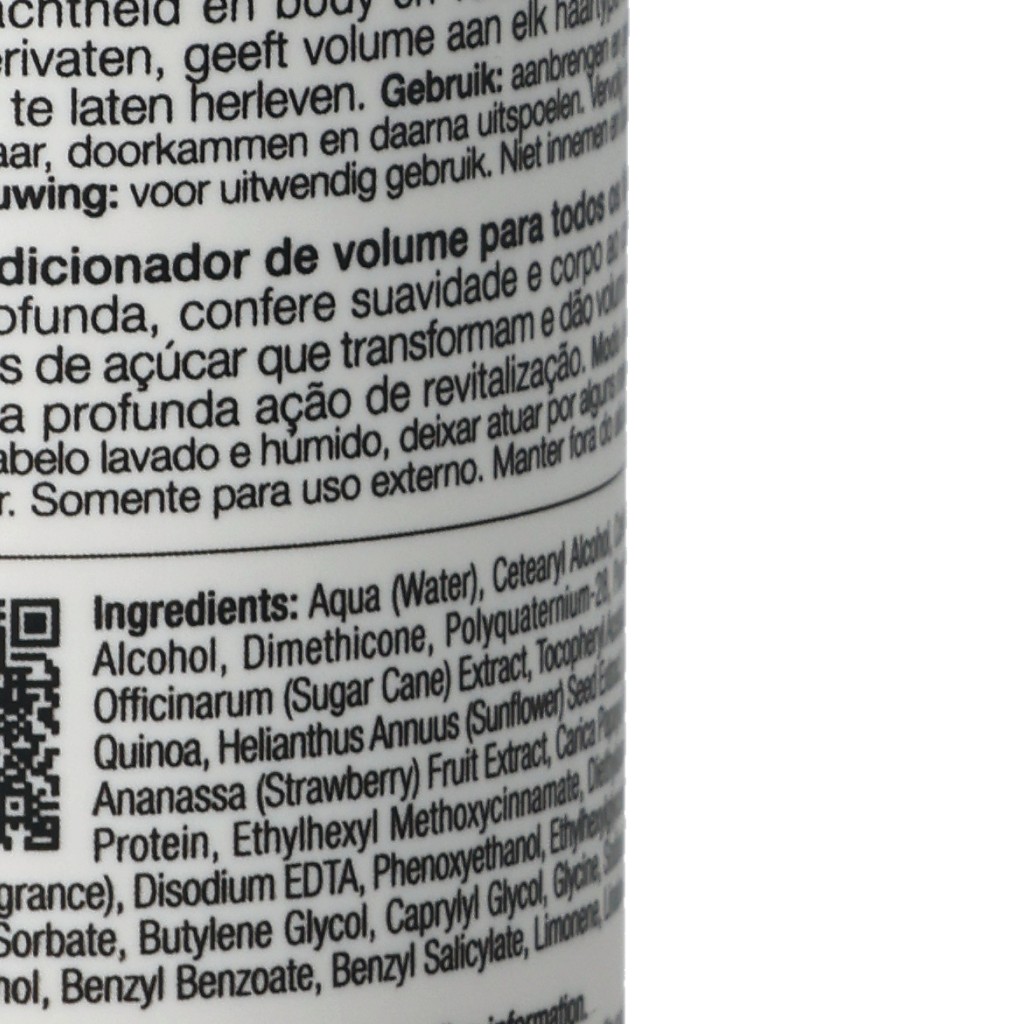 achtheid en body en
rivaten, geeft volume aan elk haartype
te laten herleven. Gebruik: aanbrengen
aar, doorkammen en daarna uitspoelen.
uwing: voor uitwendig gebruik. Niet innemen
dicionador de volume para todos os
ofunda, confere suavidade e corpo ao
s de açúcar que transformam e dão
a profunda ação de revitalização.
abelo lavado e húmido, deixar atuar por alguns
r. Somente para uso externo. Manter fora do
Ingredients: Aqua (Water), Cetearyl Alcohol,
Alcohol, Dimethicone, Polyquaternium-28,
Officinarum (Sugar Cane) Extract, Tocopheryl
Quinoa, Helianthus Annuus (Sunflower) Seed Extract
Ananassa (Strawberry) Fruit Extract, Carica
Protein, Ethylhexyl Methoxycinnamate,
grance), Disodium EDTA, Phenoxyethanol,
Sorbate, Butylene Glycol, Caprylyl Glycol, Glycine,
nol, Benzyl Benzoate, Benzyl Salicylate, Limonene,
information.